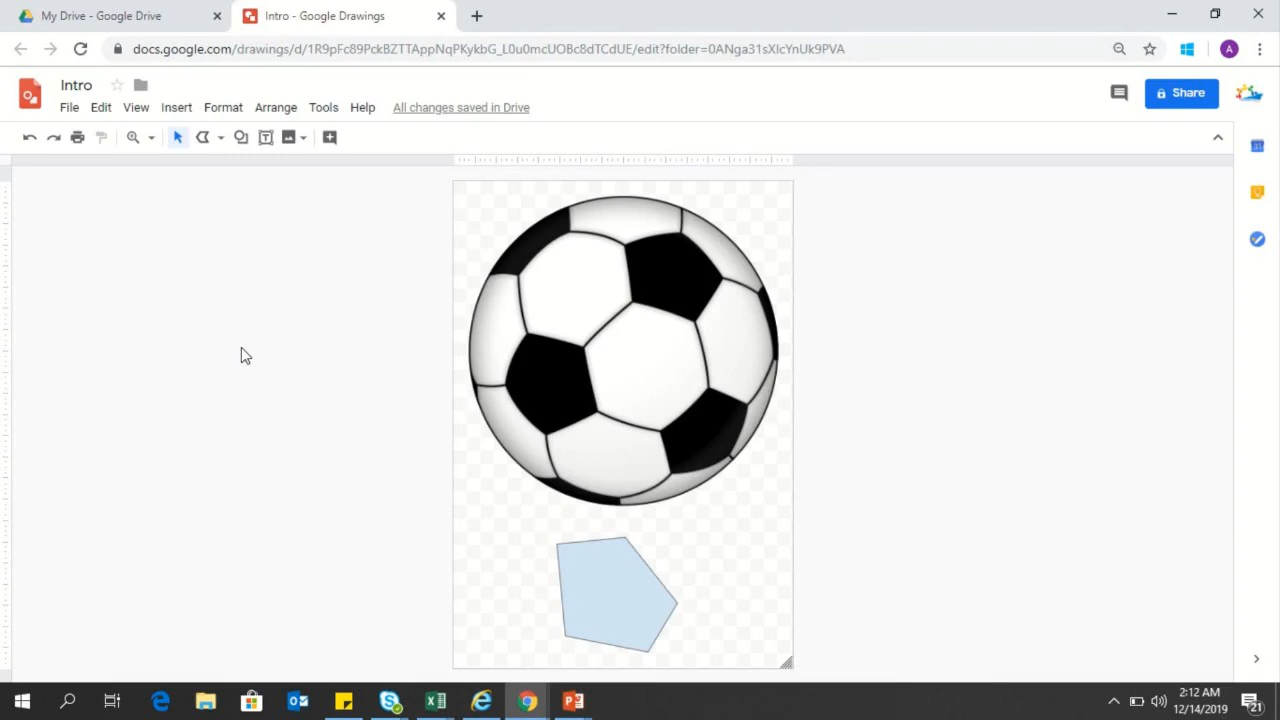 My Drive - Google Drive
Intro - Google Drawings
docs.google.com/drawings/d/1R9pFc89PckBZTTAppNqPKykbG_L0u0mcUOBc8dTCdUE/edit?folder=0ANga31sXIcYnUk9PVA
A
Intro
File Edit View Insert Format Arrange Tools Help All changes saved in Drive
Share
2:12 AM
12/14/2019
21